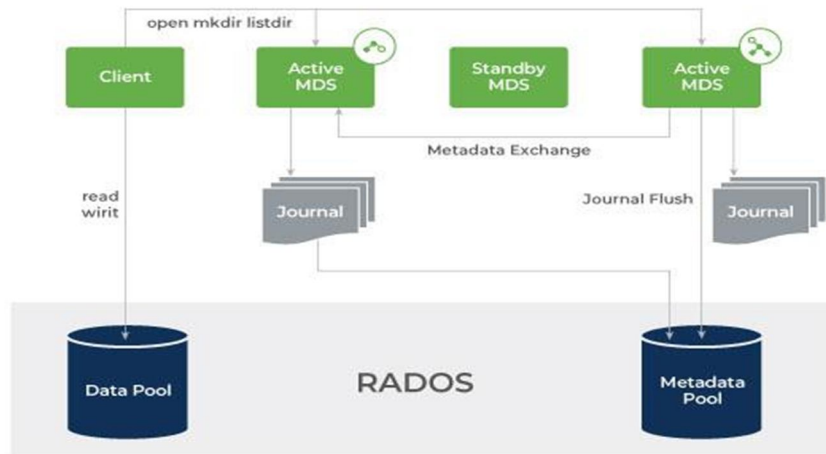 open mkdir listdir
Client
Active
MDS
Standby
MDS
Active
MDS
Metadata Exchange
read
wirit
Journal
Journal Flush
Journal
Data Pool
RADOS
Metadata
Pool